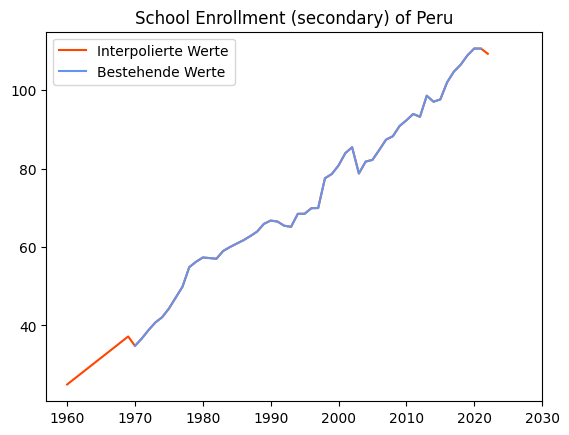 School Enrollment (secondary) of Peru
Interpolierte Werte
Bestehende Werte
100
80
60
40
1960 1970 1980 1990 2000 2010 2020 2030